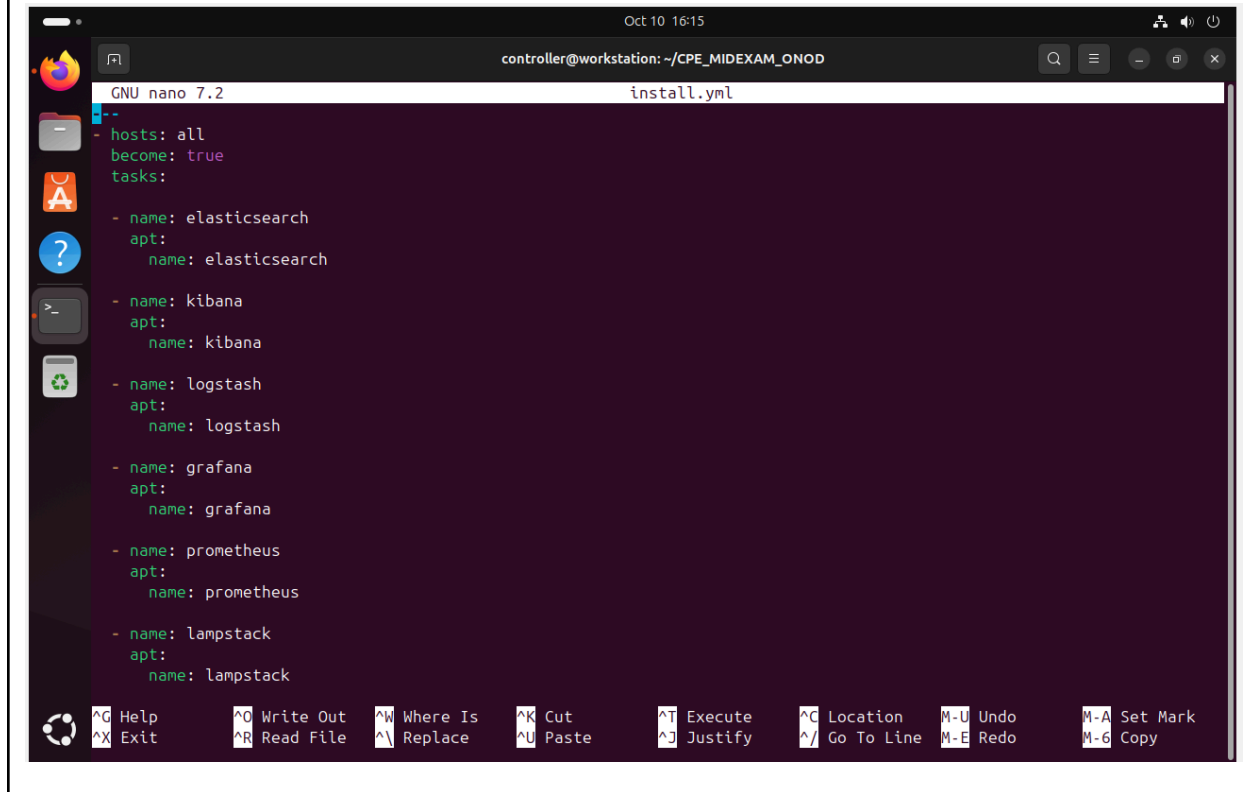 Oct 10 16:15
controller@workstation: ~/CPE_MIDEXAM_ONOD
GNU nano 7.2 install.yml
---
- hosts: all
  become: true
  tasks:

  - name: elasticsearch
    apt:
      name: elasticsearch

  - name: kibana
    apt:
      name: kibana

  - name: logstash
    apt:
      name: logstash

  - name: grafana
    apt:
      name: grafana

  - name: prometheus
    apt:
      name: prometheus

  - name: lampstack
    apt:
      name: lampstack

^G Help ^O Write Out ^W Where Is ^K Cut ^T Execute ^C Location M-U Undo M-A Set Mark
^X Exit ^R Read File ^\ Replace ^U Paste ^J Justify ^/ Go To Line M-E Redo M-6 Copy